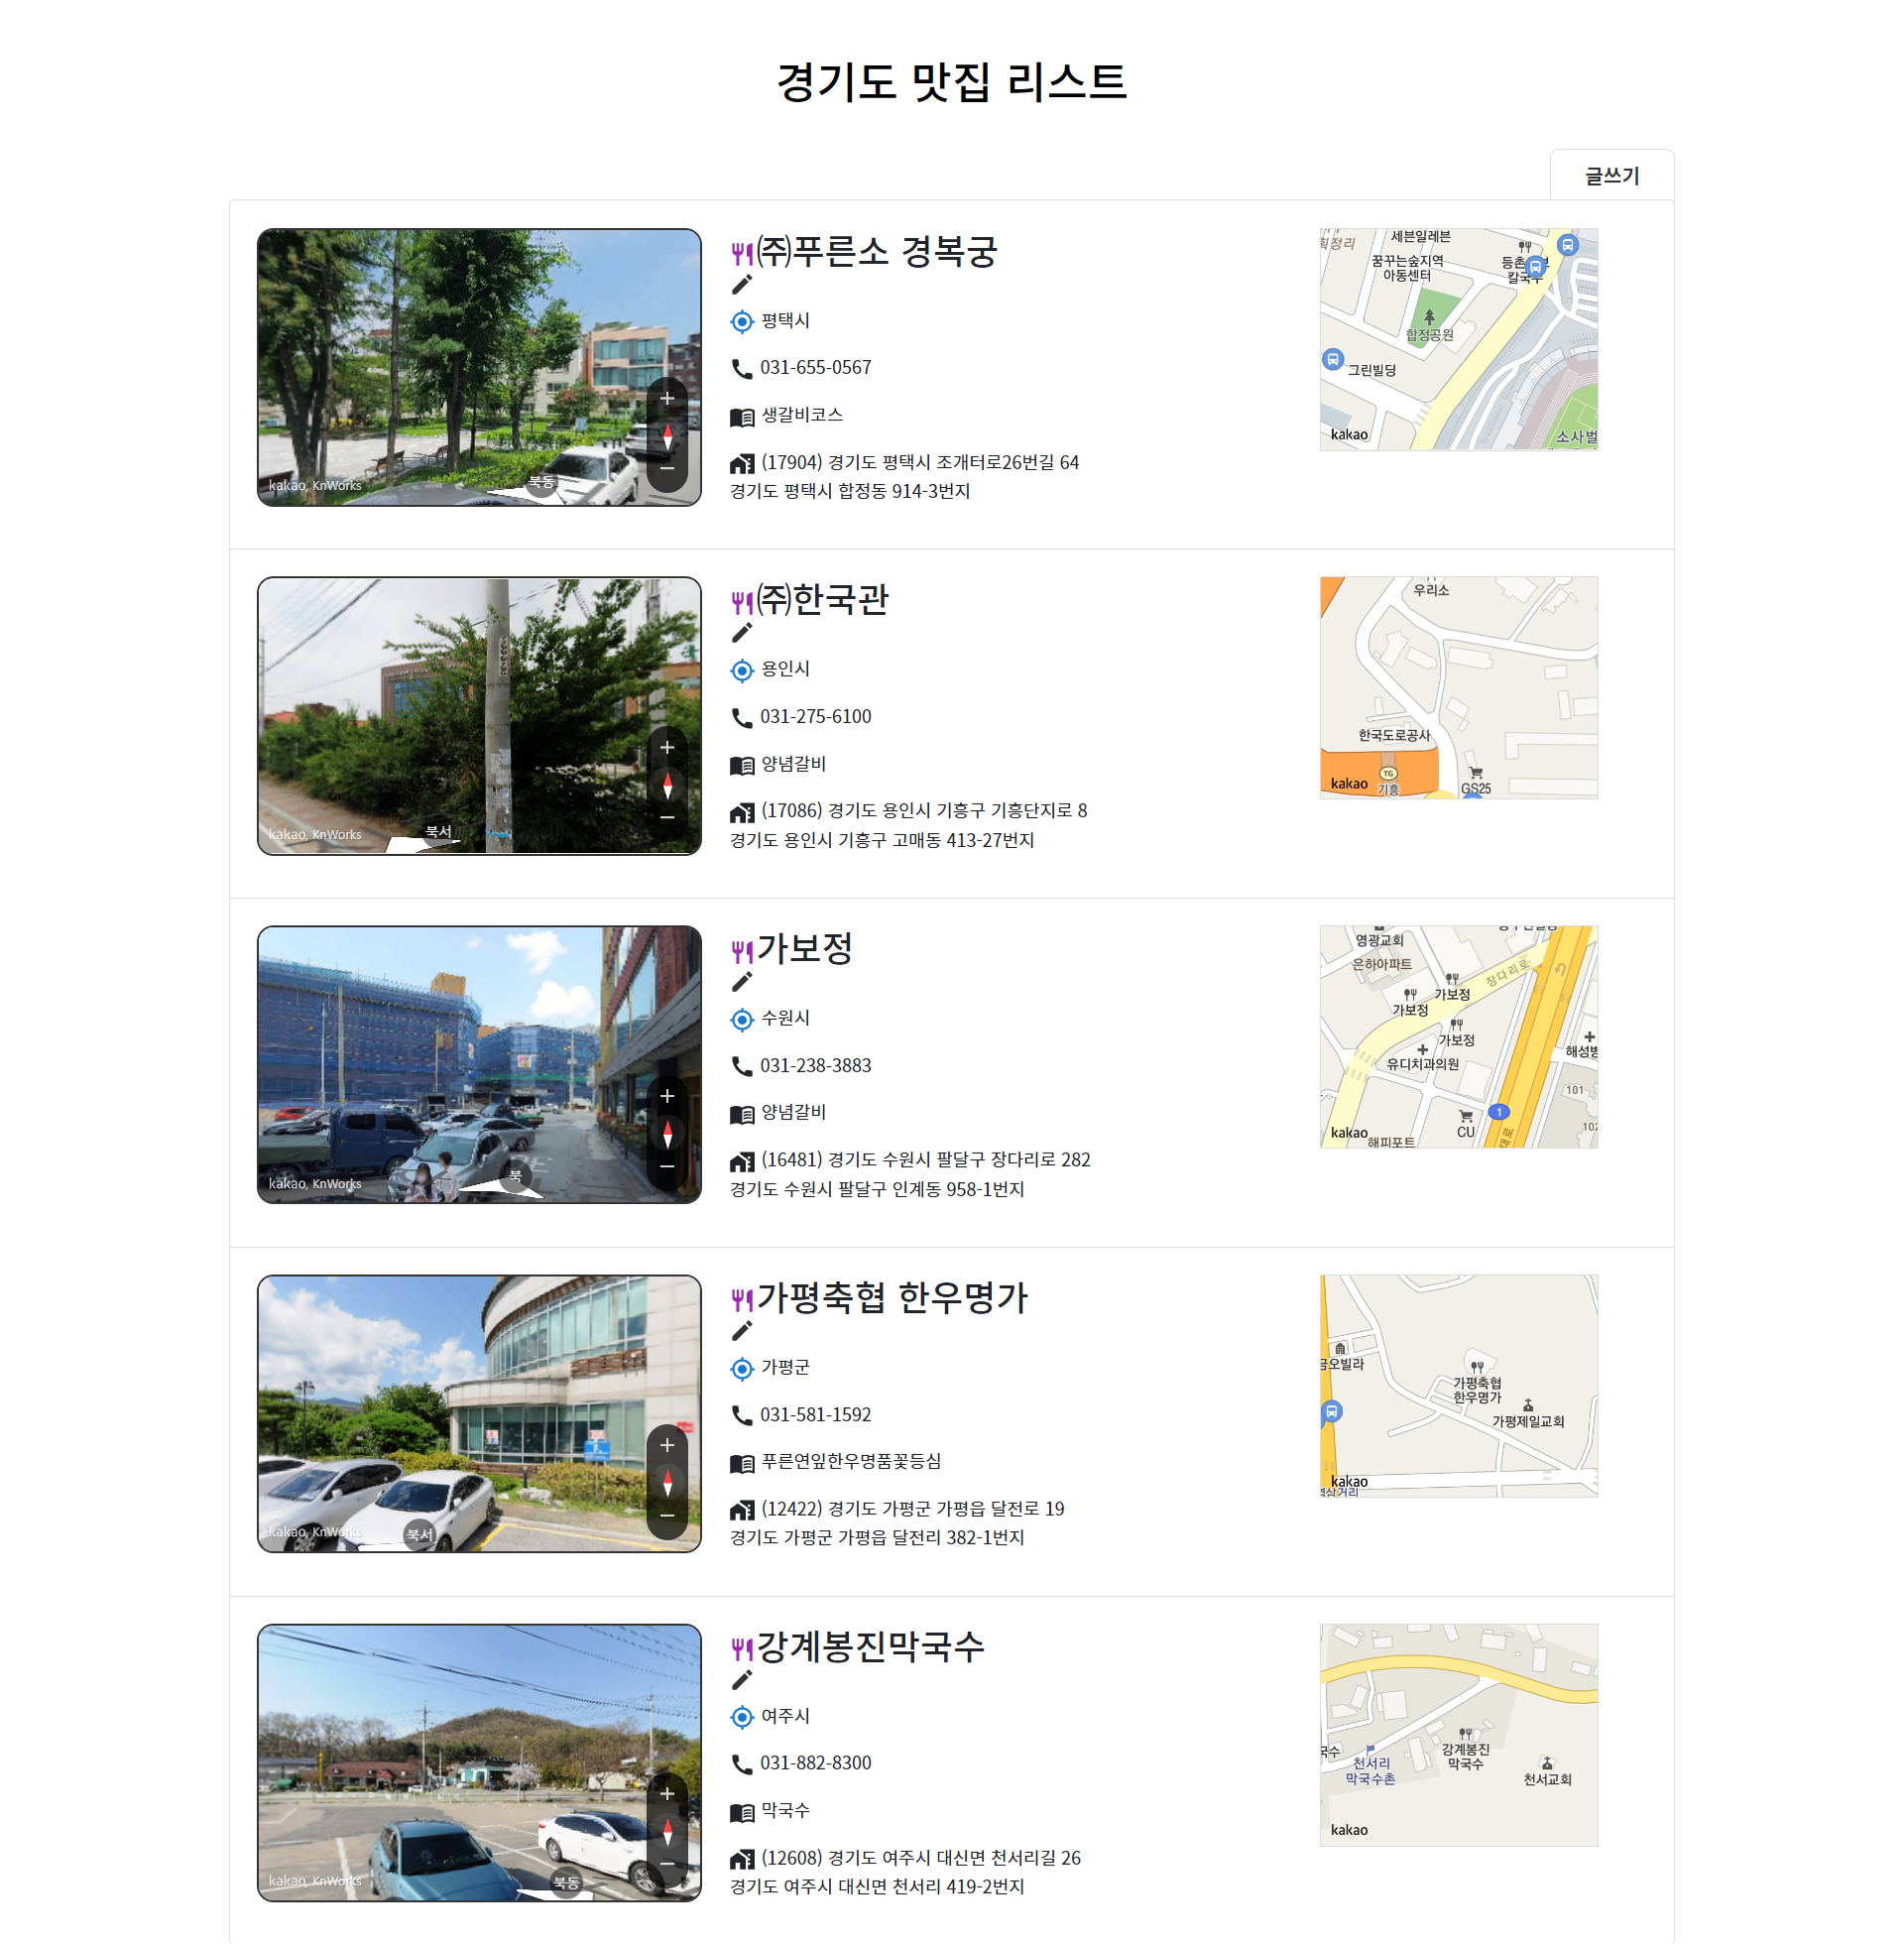 경기도 맛집 리스트
글쓰기
㈜푸른소 경복궁
평택시
031-655-0567
생갈비코스
(17904) 경기도 평택시 조개터로26번길 64
경기도 평택시 합정동 914-3번지
kakao, KnWorks
북동
세븐일레븐
꿈꾸는숲지역
아동센터
합정공원
그린빌딩
소사벌
kakao
㈜한국관
용인시
031-275-6100
양념갈비
(17086) 경기도 용인시 기흥구 기흥단지로 8
경기도 용인시 기흥구 고매동 413-27번지
kakao, KnWorks
북서
우리소
한국도로공사
TG
기흥
GS25
kakao
가보정
수원시
031-238-3883
양념갈비
(16481) 경기도 수원시 팔달구 장다리로 282
경기도 수원시 팔달구 인계동 958-1번지
kakao, KnWorks
북
영광교회
은하아파트
장다리로
가보정
가보정
가보정
유디치과의원
해성병
101
102
1
CU
대로
해피포트
kakao
가평축협 한우명가
가평군
031-581-1592
푸른연잎한우명품꽃등심
(12422) 경기도 가평군 가평읍 달전로 19
경기도 가평군 가평읍 달전리 382-1번지
kakao, KnWorks
북서
금오빌라
가평축협
한우명가
가평제일교회
kakao
강계봉진막국수
여주시
031-882-8300
막국수
(12608) 경기도 여주시 대신면 천서리길 26
경기도 여주시 대신면 천서리 419-2번지
kakao, KnWorks
북동
국수
천서리
막국수촌
강계봉진
막국수
천서교회
kakao